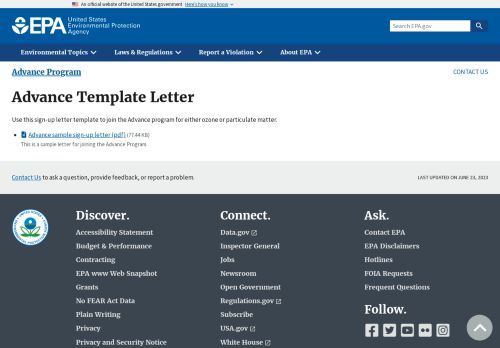 An official website of the United States government Here's how you know
EPA United States
Environmental Protection
Agency
Search EPA.gov
Environmental Topics Laws & Regulations Report a Violation About EPA
Advance Program CONTACT US
Advance Template Letter
Use this sign-up letter template to join the Advance program for either ozone or particulate matter.
Advance sample sign-up letter (pdf) (77.44 KB)
This is a sample letter for joining the Advance Program
Contact Us to ask a question, provide feedback, or report a problem. LAST UPDATED ON JUNE 23, 2023
Discover.
Accessibility Statement
Budget & Performance
Contracting
EPA www Web Snapshot
Grants
No FEAR Act Data
Plain Writing
Privacy
Privacy and Security Notice
Connect.
Data.gov
Inspector General
Jobs
Newsroom
Open Government
Regulations.gov
Subscribe
USA.gov
White House
Ask.
Contact EPA
EPA Disclaimers
Hotlines
FOIA Requests
Frequent Questions
Follow.